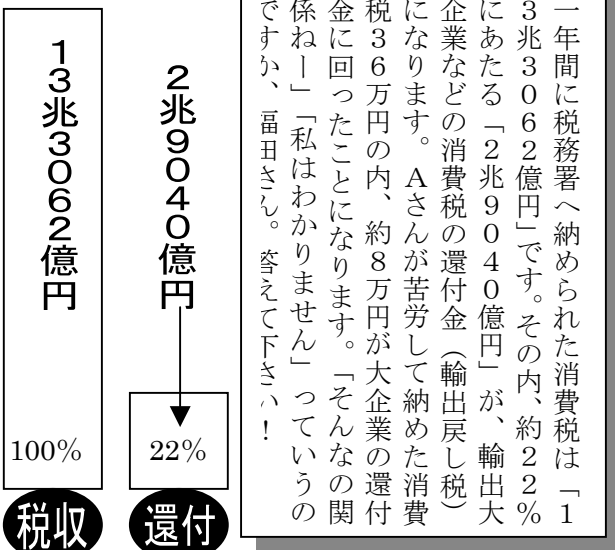 一年間に税務署へ納められた消費税は「1
3兆3062億円」です。その内、約22%
にあたる「2兆9040億円」が、輸出大
企業などの消費税の還付金（輸出戻し税）
になります。Aさんが苦労して納めた消費
税36万円の内、約8万円が大企業の還付
金に回ったことになります。「そんなの関
係ねー」「私はわかりません」っていうの
ですか、福田さん。答えて下さい！
2兆9040億円
22%
還付
13兆3062億円
100%
税収